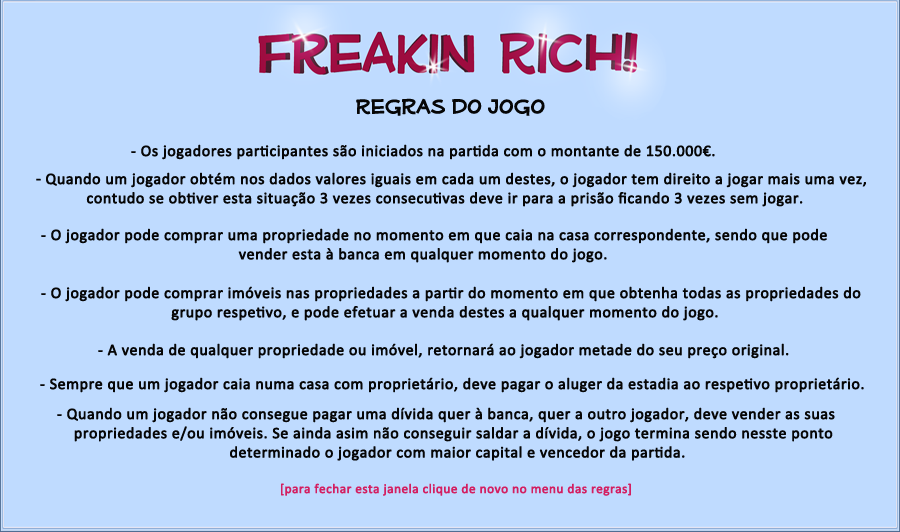 FREAKIN RICH!
REGRAS DO JOGO
- Os jogadores participantes são iniciados na partida com o montante de 150.000€.
- Quando um jogador obtém nos dados valores iguais em cada um destes, o jogador tem direito a jogar mais uma vez,
contudo se obtiver esta situação 3 vezes consecutivas deve ir para a prisão ficando 3 vezes sem jogar.
- O jogador pode comprar uma propriedade no momento em que caia na casa correspondente, sendo que pode
vender esta à banca em qualquer momento do jogo.
- O jogador pode comprar imóveis nas propriedades a partir do momento em que obtenha todas as propriedades do
grupo respetivo, e pode efetuar a venda destes a qualquer momento do jogo.
- A venda de qualquer propriedade ou imóvel, retornará ao jogador metade do seu preço original.
- Sempre que um jogador caia numa casa com proprietário, deve pagar o aluger da estadia ao respetivo proprietário.
- Quando um jogador não consegue pagar uma dívida quer à banca, quer a outro jogador, deve vender as suas
propriedades e/ou imóveis. Se ainda asim não conseguir saldar a dívida, o jogo termina sendo nesste ponto
determinado o jogador com maior capital e vencedor da partida.
[para fechar esta janela clique de novo no menu das regras]